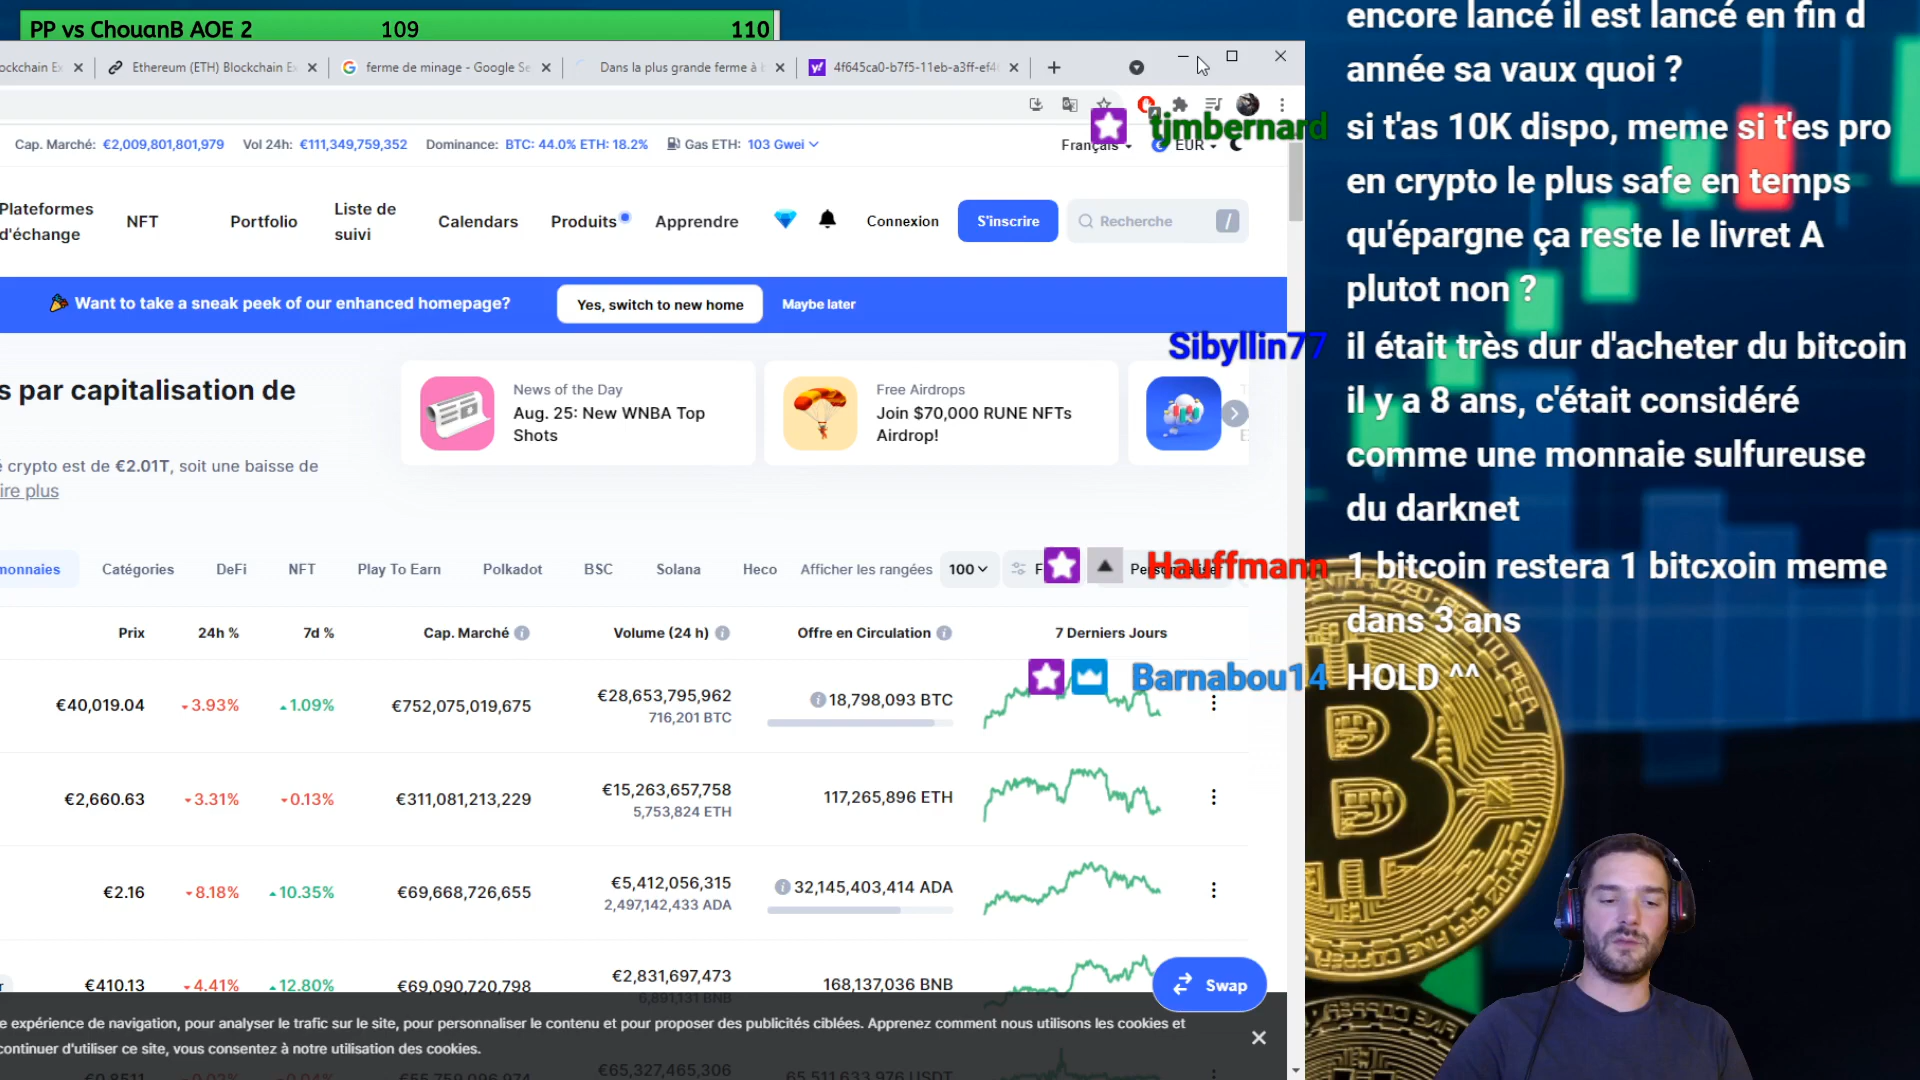 PP vs ChouanB AOE 2 109 110
ockchain Ex
Ethereum (ETH) Blockchain Ex
ferme de minage - Google Se
Dans la plus grande ferme à b
4f645ca0-b7f5-11eb-a3ff-ef4
Cap. Marché: €2,009,801,801,979 Vol 24h: €111,349,759,352 Dominance: BTC: 44.0% ETH: 18.2% Gas ETH: 103 Gwei
Français EUR
Plateformes d'échange
NFT
Portfolio
Liste de suivi
Calendars
Produits
Apprendre
Connexion
S'inscrire
Recherche /
Want to take a sneak peek of our enhanced homepage? Yes, switch to new home Maybe later
s par capitalisation de
crypto est de €2.01T, soit une baisse de
ire plus
News of the Day
Aug. 25: New WNBA Top
Shots
Free Airdrops
Join $70,000 RUNE NFTs
Airdrop!
monnaies Catégories DeFi NFT Play To Earn Polkadot BSC Solana Heco Afficher les rangées 100
Prix 24h % 7d % Cap. Marché Volume (24 h) Offre en Circulation 7 Derniers Jours
€40,019.04 3.93% 1.09% €752,075,019,675 €28,653,795,962 18,798,093 BTC
716,201 BTC
€2,660.63 3.31% 0.13% €311,081,213,229 €15,263,657,758 117,265,896 ETH
5,753,824 ETH
€2.16 8.18% 10.35% €69,668,726,655 €5,412,056,315 32,145,403,414 ADA
2,497,142,433 ADA
€410.13 4.41% 12.80% €69,090,720,798 €2,831,697,473 168,137,036 BNB
6,891,131 BNB
Swap
e expérience de navigation, pour analyser le trafic sur le site, pour personnaliser le contenu et pour proposer des publicités ciblées. Apprenez comment nous utilisons les cookies et
continuer d'utiliser ce site, vous consentez à notre utilisation des cookies.
€65,327,465,306
encore lancé il est lancé en fin d
année sa vaux quoi ?
tjmbernard si t'as 10K dispo, meme si t'es pro
en crypto le plus safe en temps
qu'épargne ça reste le livret A
plutot non ?
Sibyllin77 il était très dur d'acheter du bitcoin
il y a 8 ans, c'était considéré
comme une monnaie sulfureuse
du darknet
Hauffmann 1 bitcoin restera 1 bitcxoin meme
dans 3 ans
Barnabou14 HOLD ^^